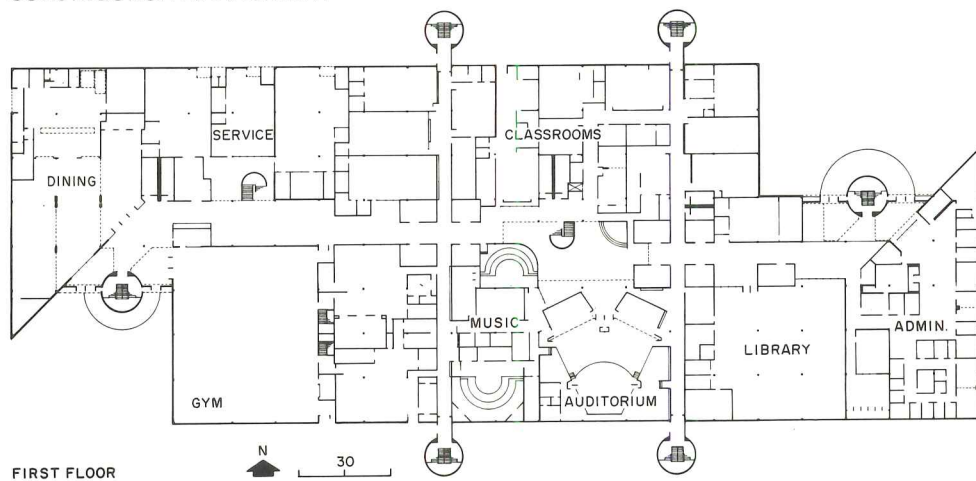 SERVICE
CLASSROOMS
DINING
MUSIC
ADMIN.
LIBRARY
GYM
AUDITORIUM
N
30
FIRST FLOOR